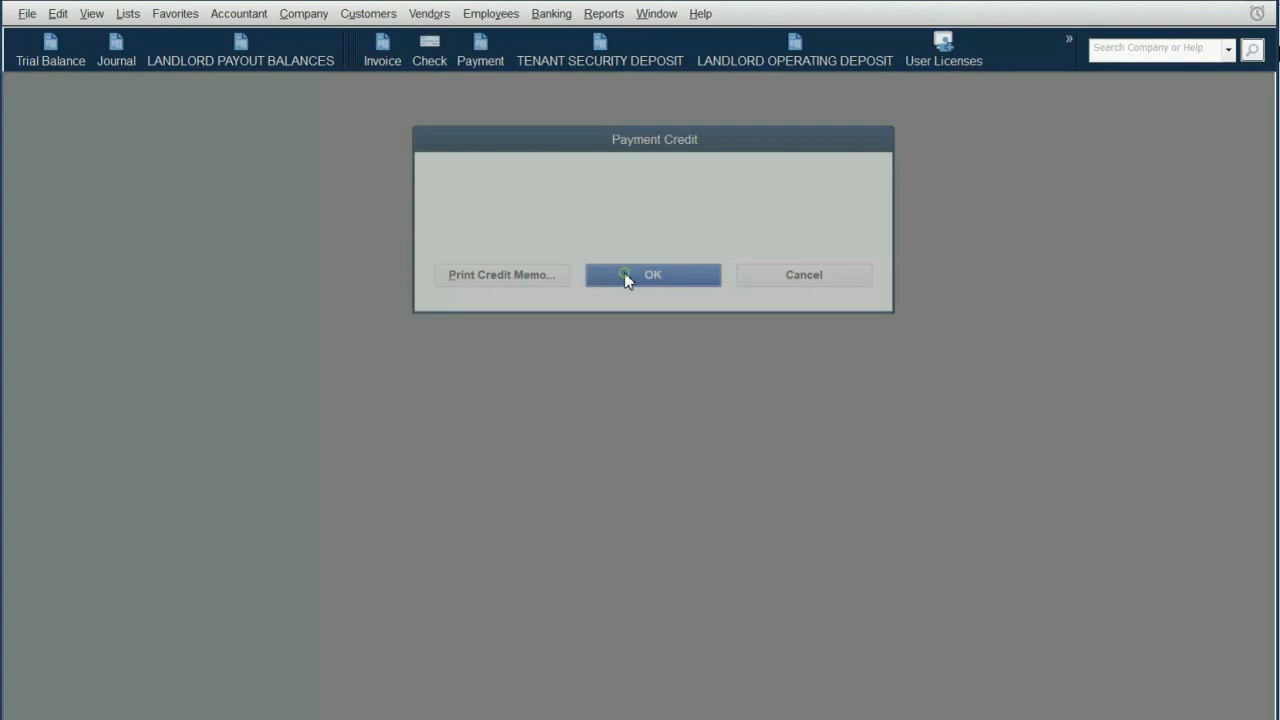 File Edit View Lists Favorites Accountant Company Customers Vendors Employees Banking Reports Window Help
Trial Balance Journal LANDLORD PAYOUT BALANCES Invoice Check Payment TENANT SECURITY DEPOSIT LANDLORD OPERATING DEPOSIT User Licenses » Search Company or Help
Payment Credit
Print Credit Memo... OK Cancel